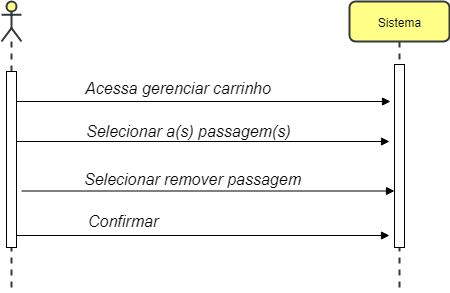 Sistema
Acessa gerenciar carrinho
Selecionar a(s) passagem(s)
Selecionar remover passagem
Confirmar